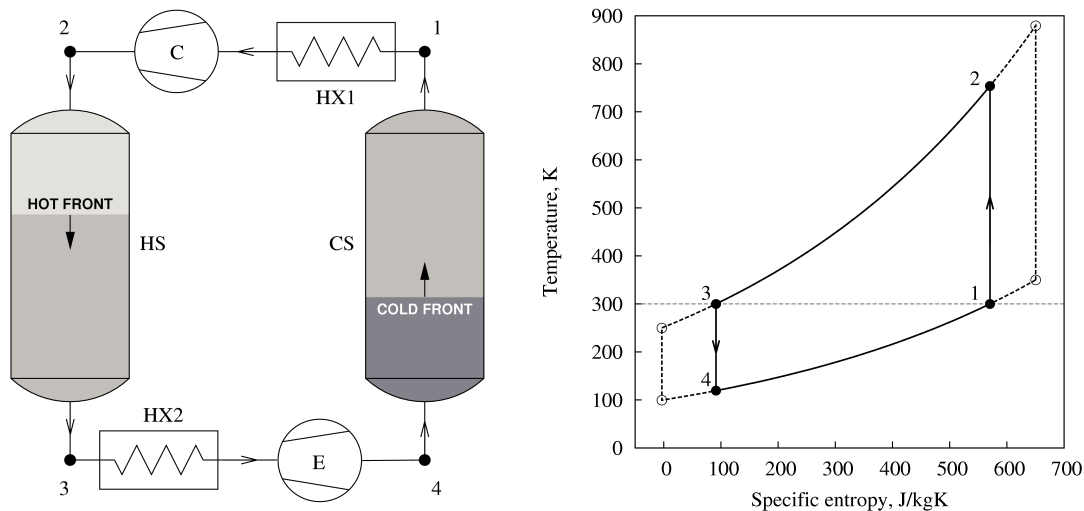 2
1
C
HX1
HOT FRONT
HS
CS
COLD FRONT
HX2
E
3
4
Temperature, K
900
800
700
600
500
400
300
200
100
0
2
3
1
4
0 100 200 300 400 500 600 700
Specific entropy, J/kgK